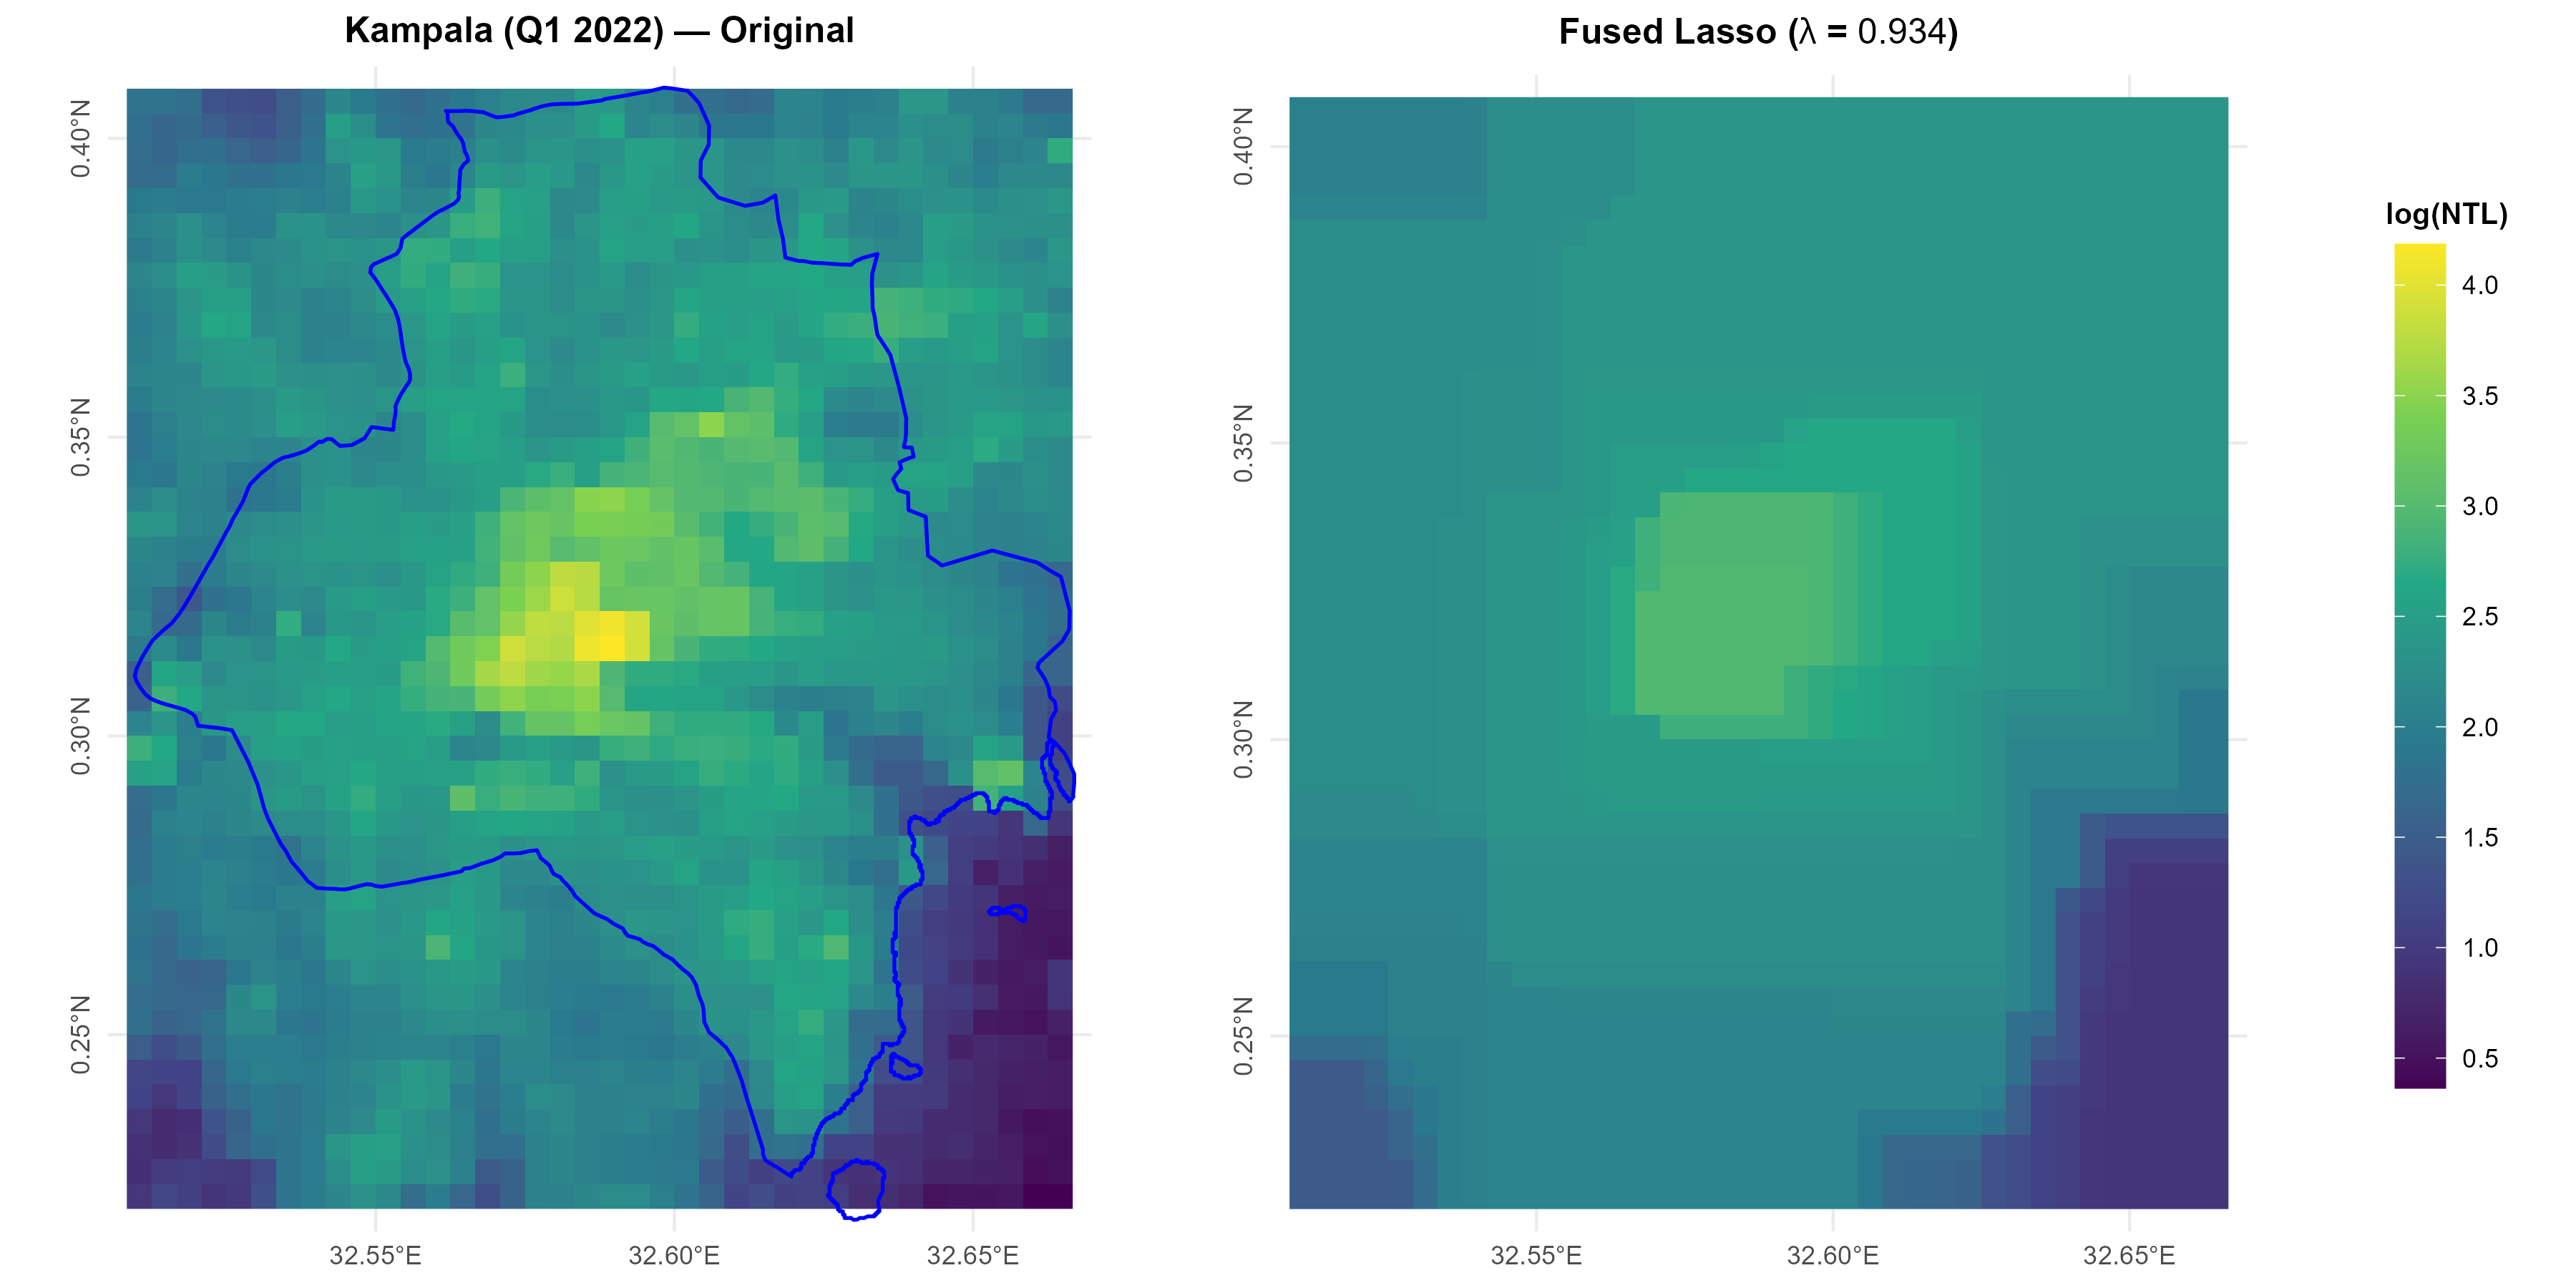 Kampala (Q1 2022) — Original
0.40°N
0.35°N
0.30°N
0.25°N
32.55°E
32.60°E
32.65°E
Fused Lasso (λ = 0.934)
0.40°N
0.35°N
0.30°N
0.25°N
32.55°E
32.60°E
32.65°E
log(NTL)
4.0
3.5
3.0
2.5
2.0
1.5
1.0
0.5